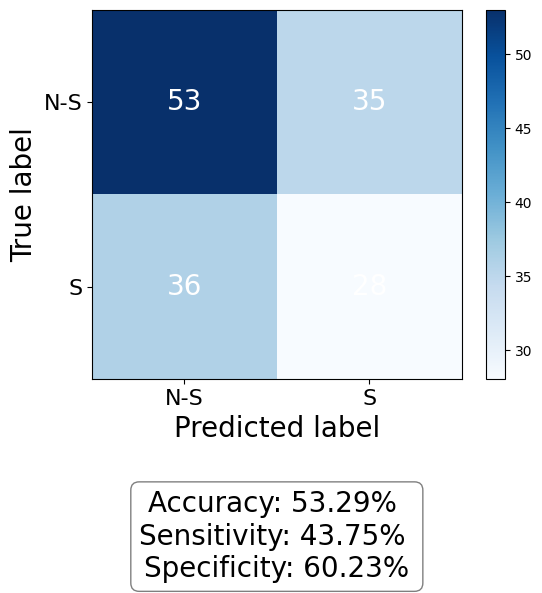 50
N-S
53
35
45
True label
40
35
S
36
28
30
N-S
S
Predicted label
Accuracy: 53.29%
Sensitivity: 43.75%
Specificity: 60.23%